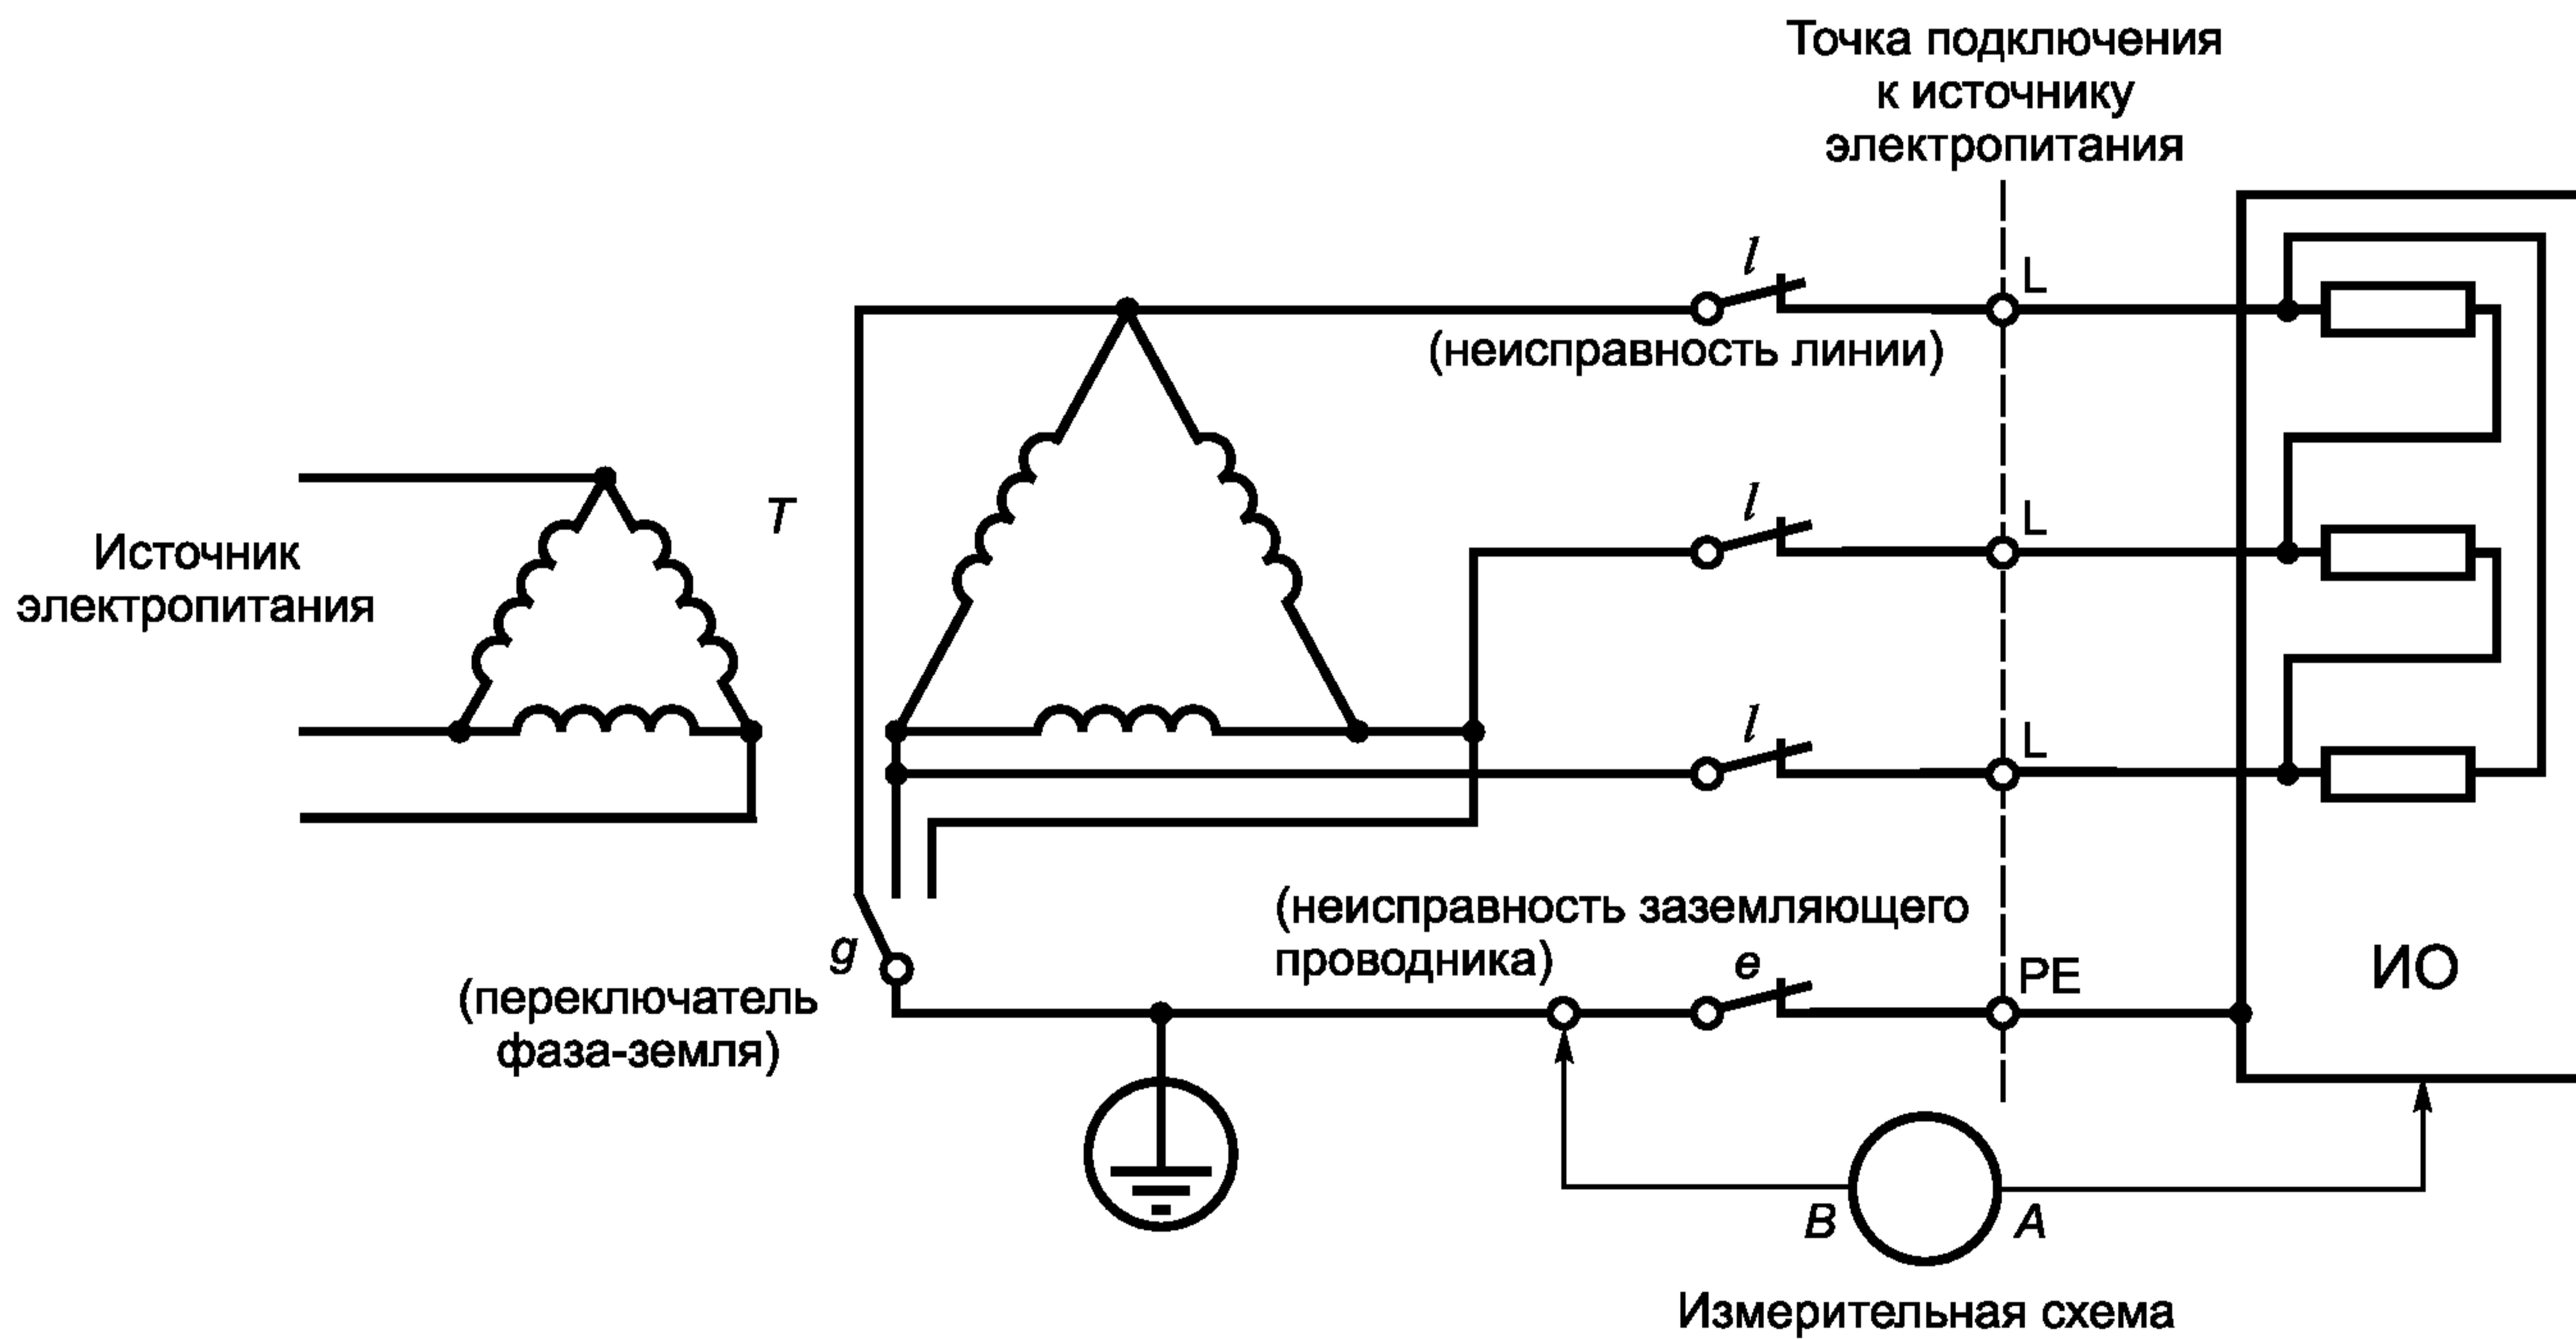 Точка подключения
к источнику
электропитания
l
L
(неисправность линии)
l
L
T
Источник
электропитания
l
L
(неисправность заземляющего
проводника)
g
e
PE
ИО
(переключатель
фаза-земля)
B
A
Измерительная схема